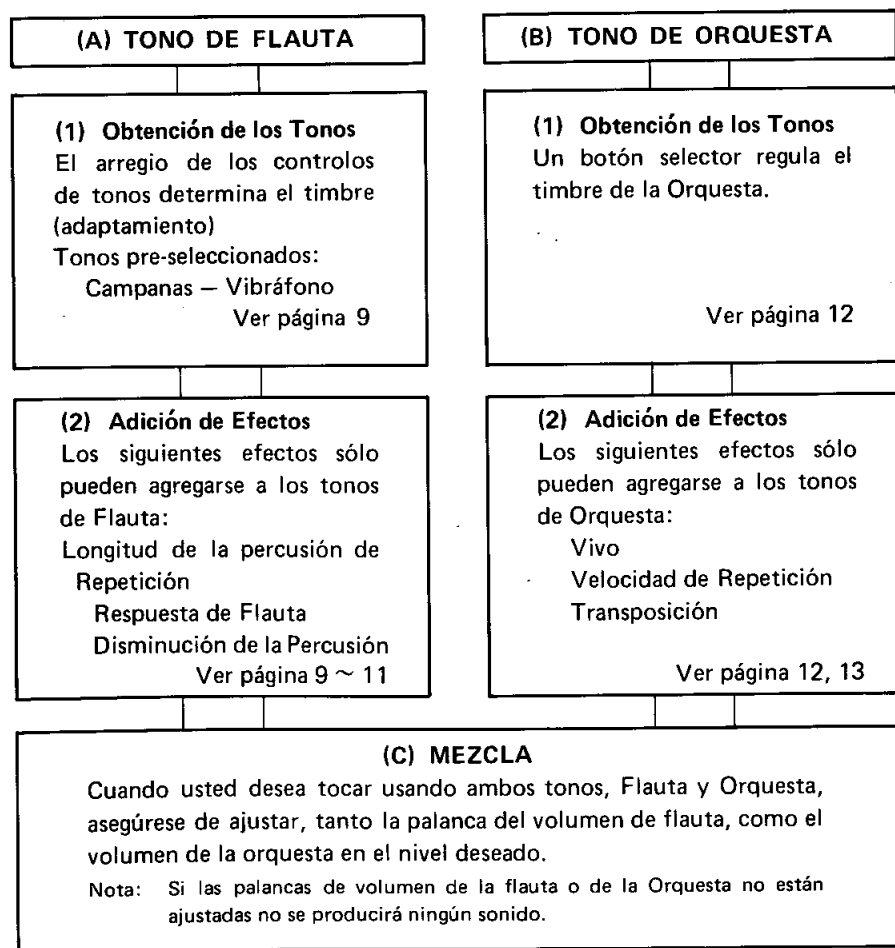 (A) TONO DE FLAUTA
(1) Obtención de los Tonos
El arregio de los controlos
de tonos determina el timbre
(adaptamiento)
Tonos pre-seleccionados:
Campanas — Vibráfono
Ver página 9
(2) Adición de Efectos
Los siguientes efectos sólo
pueden agregarse a los tonos
de Flauta:
Longitud de la percusión de
Repetición
Respuesta de Flauta
Disminución de la Percusión
Ver página 9 ~ 11
(B) TONO DE ORQUESTA
(1) Obtención de los Tonos
Un botón selector regula el
timbre de la Orquesta.
Ver página 12
(2) Adición de Efectos
Los siguientes efectos sólo
pueden agregarse a los tonos
de Orquesta:
Vivo
Velocidad de Repetición
Transposición
Ver página 12, 13
(C) MEZCLA
Cuando usted desea tocar usando ambos tonos, Flauta y Orquesta,
asegúrese de ajustar, tanto la palanca del volumen de flauta, como el
volumen de la orquesta en el nivel deseado.
Nota: Si las palancas de volumen de la flauta o de la Orquesta no están
ajustadas no se producirá ningún sonido.